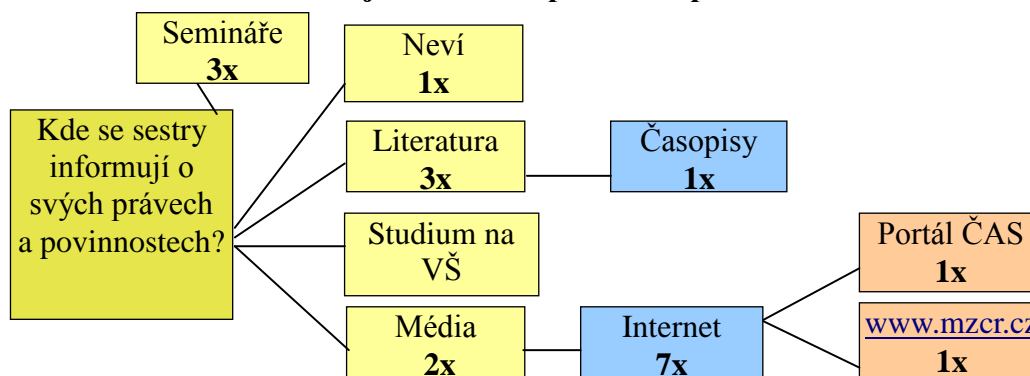 Semináře
3x
Neví
1x
Kde se sestry
informují o
svých právech
a povinnostech?
Literatura
3x
Časopisy
1x
Studium na
VŠ
Portál ČAS
1x
Média
2x
Internet
7x
www.mzcr.cz
1x